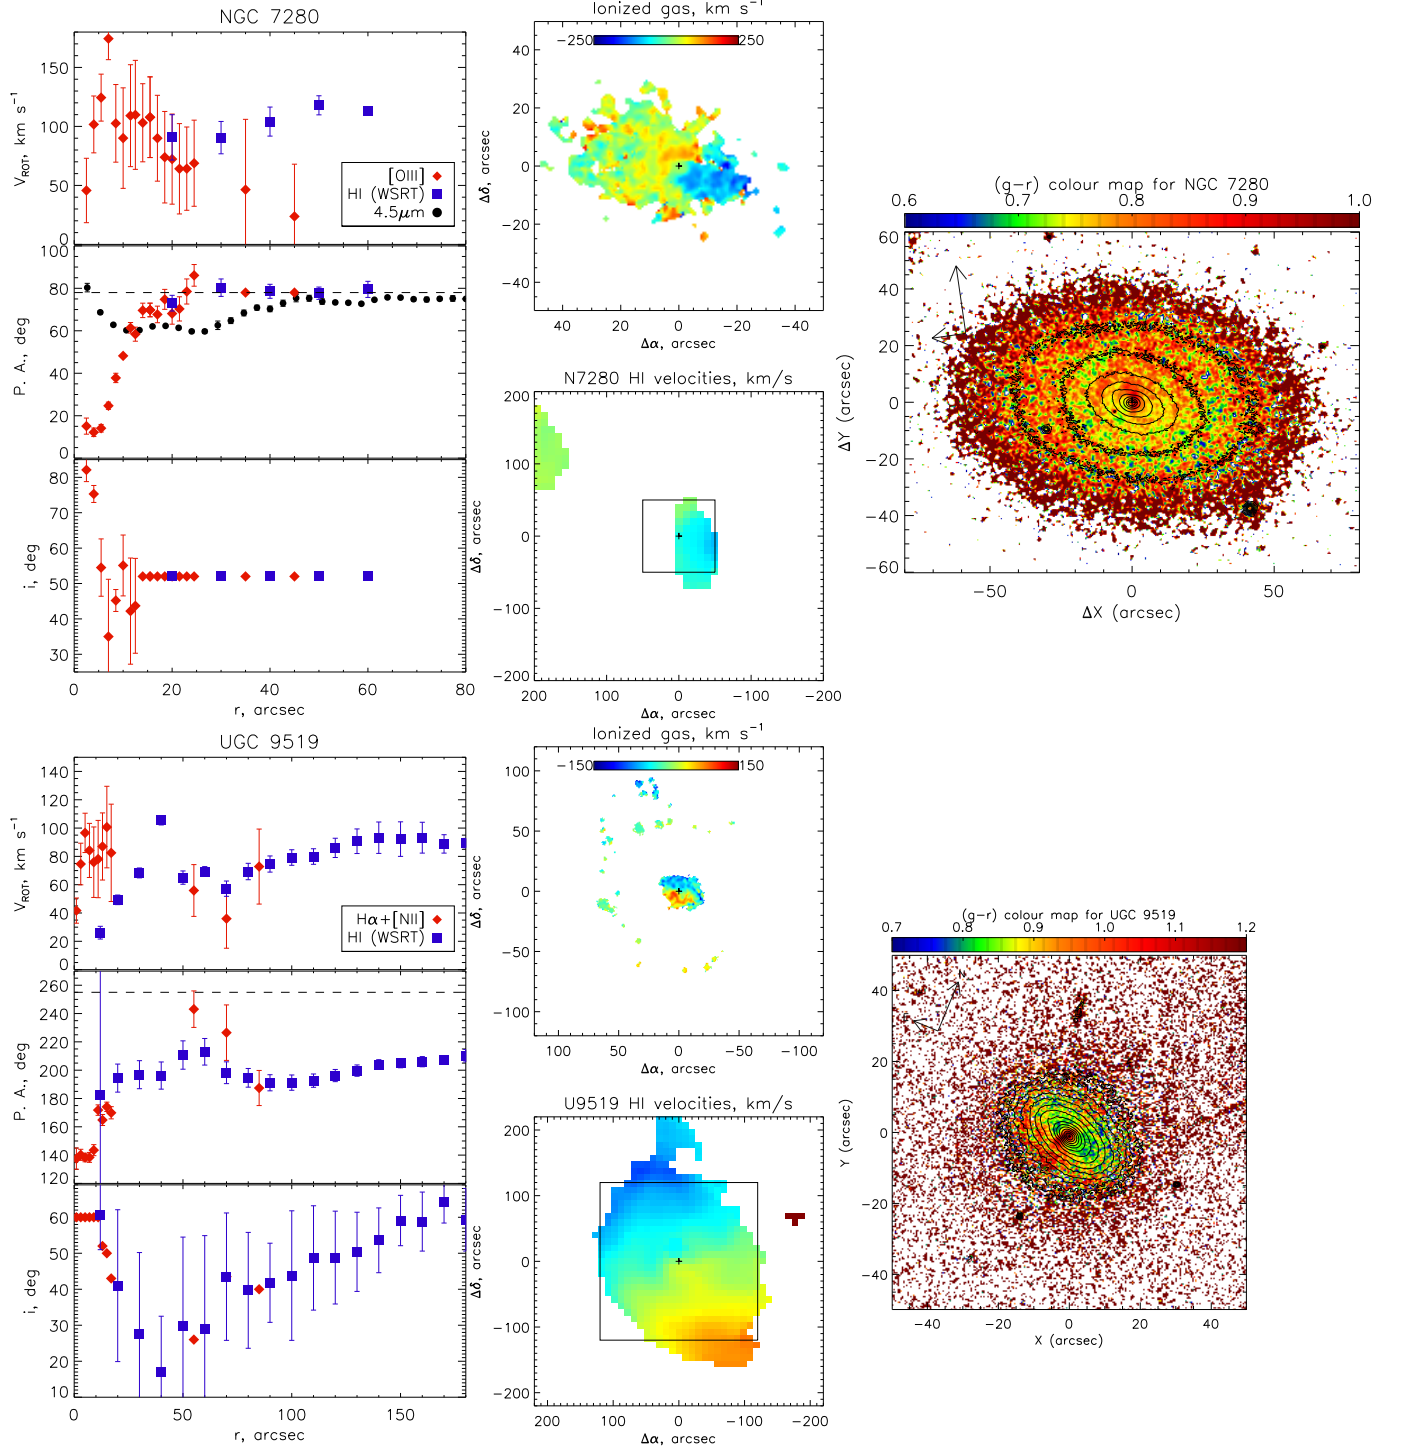 NGC 7280
V_ROT, km s⁻¹
150
100
50
0
[OIII]
HI (WSRT)
4.5μm
P. A., deg
100
80
60
40
20
0
i, deg
80
70
60
50
40
30
0 20 40 60 80
r, arcsec
Ionized gas, km s⁻¹
−250 250
Δδ, arcsec
40
20
0
−20
−40
40 20 0 −20 −40
Δα, arcsec
N7280 HI velocities, km/s
Δδ, arcsec
200
100
0
−100
−200
200 100 0 −100 −200
Δα, arcsec
(g−r) colour map for NGC 7280
0.6 0.7 0.8 0.9 1.0
ΔY (arcsec)
60
40
20
0
−20
−40
−60
−50 0 50
ΔX (arcsec)
UGC 9519
V_ROT, km s⁻¹
140
120
100
80
60
40
20
0
Hα+[NII]
HI (WSRT)
P. A., deg
260
240
220
200
180
160
140
120
i, deg
60
50
40
30
20
10
0 50 100 150
r, arcsec
Ionized gas, km s⁻¹
−150 150
Δδ, arcsec
100
50
0
−50
−100
100 50 0 −50 −100
Δα, arcsec
U9519 HI velocities, km/s
Δδ, arcsec
200
100
0
−100
−200
200 100 0 −100 −200
Δα, arcsec
(g−r) colour map for UGC 9519
0.7 0.8 0.9 1.0 1.1 1.2
Y (arcsec)
40
20
0
−20
−40
−40 −20 0 20 40
X (arcsec)